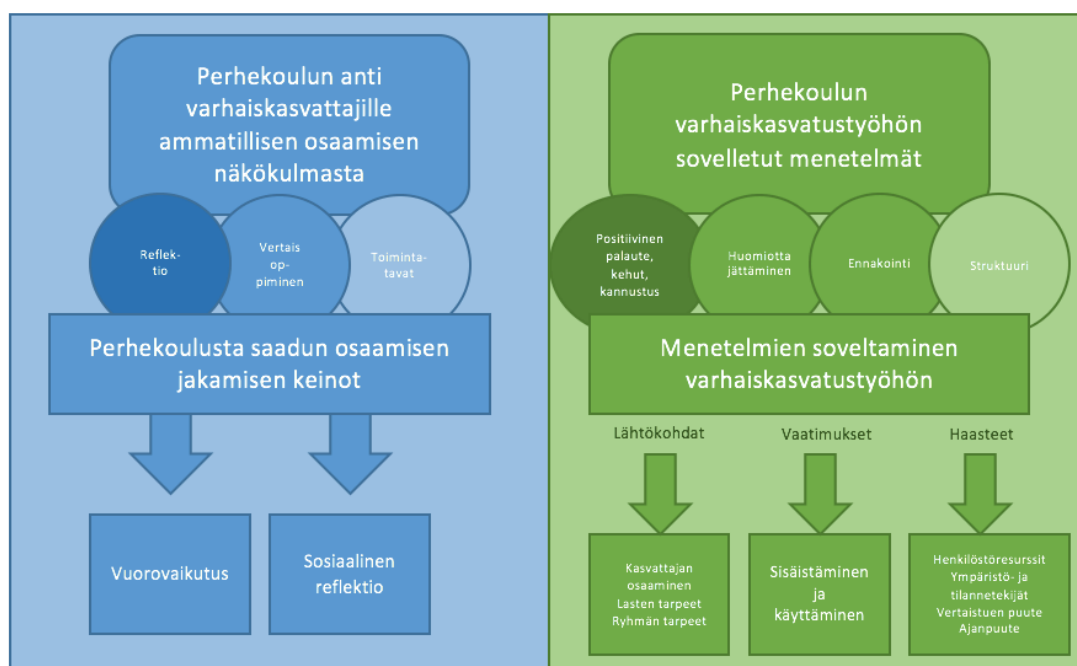 Perhekoulun anti
varhaiskasvattajille
ammatillisen osaamisen
näkökulmasta
Reflek-
tio
Vertais
op-
piminen
Toiminta-
tavat
Perhekoulusta saadun osaamisen
jakamisen keinot
Vuorovaikutus
Sosiaalinen
reflektio
Perhekoulun
varhaiskasvatustyöhön
sovelletut menetelmät
Positiivinen
palaute,
kehut,
kannustus
Huomiotta
jättäminen
Ennakointi
Struktuuri
Menetelmien soveltaminen
varhaiskasvatustyöhön
Lähtökohdat
Vaatimukset
Haasteet
Kasvattajan
osaaminen
Lasten tarpeet
Ryhmän tarpeet
Sisäistäminen
ja
käyttäminen
Henkilöstöresurssit
Ympäristö- ja
tilannetekijät
Vertaistuen puute
Ajanpuute